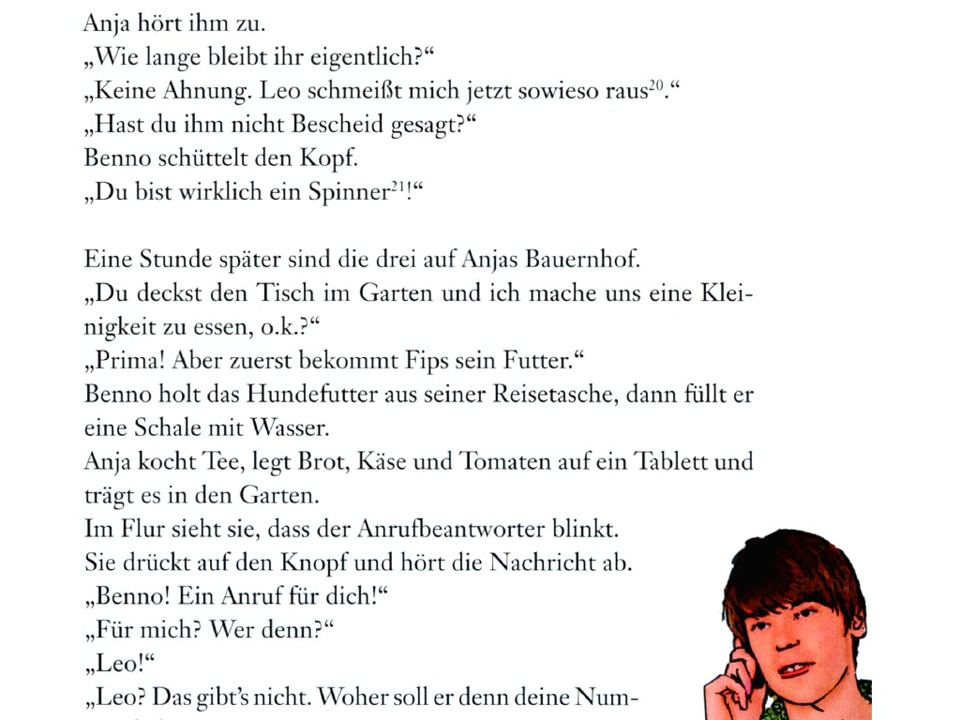 Anja hört ihm zu.
„Wie lange bleibt ihr eigentlich?“
„Keine Ahnung. Leo schmeißt mich jetzt sowieso raus²⁰.“
„Hast du ihm nicht Bescheid gesagt?“
Benno schüttelt den Kopf.
„Du bist wirklich ein Spinner²¹!“
Eine Stunde später sind die drei auf Anjas Bauernhof.
„Du deckst den Tisch im Garten und ich mache uns eine Klei-
nigkeit zu essen, o.k.?“
„Prima! Aber zuerst bekommt Fips sein Futter.“
Benno holt das Hundefutter aus seiner Reisetasche, dann füllt er
eine Schale mit Wasser.
Anja kocht Tee, legt Brot, Käse und Tomaten auf ein Tablett und
trägt es in den Garten.
Im Flur sieht sie, dass der Anrufbeantworter blinkt.
Sie drückt auf den Knopf und hört die Nachricht ab.
„Benno! Ein Anruf für dich!“
„Für mich? Wer denn?“
„Leo!“
„Leo? Das gibt’s nicht. Woher soll er denn deine Num-